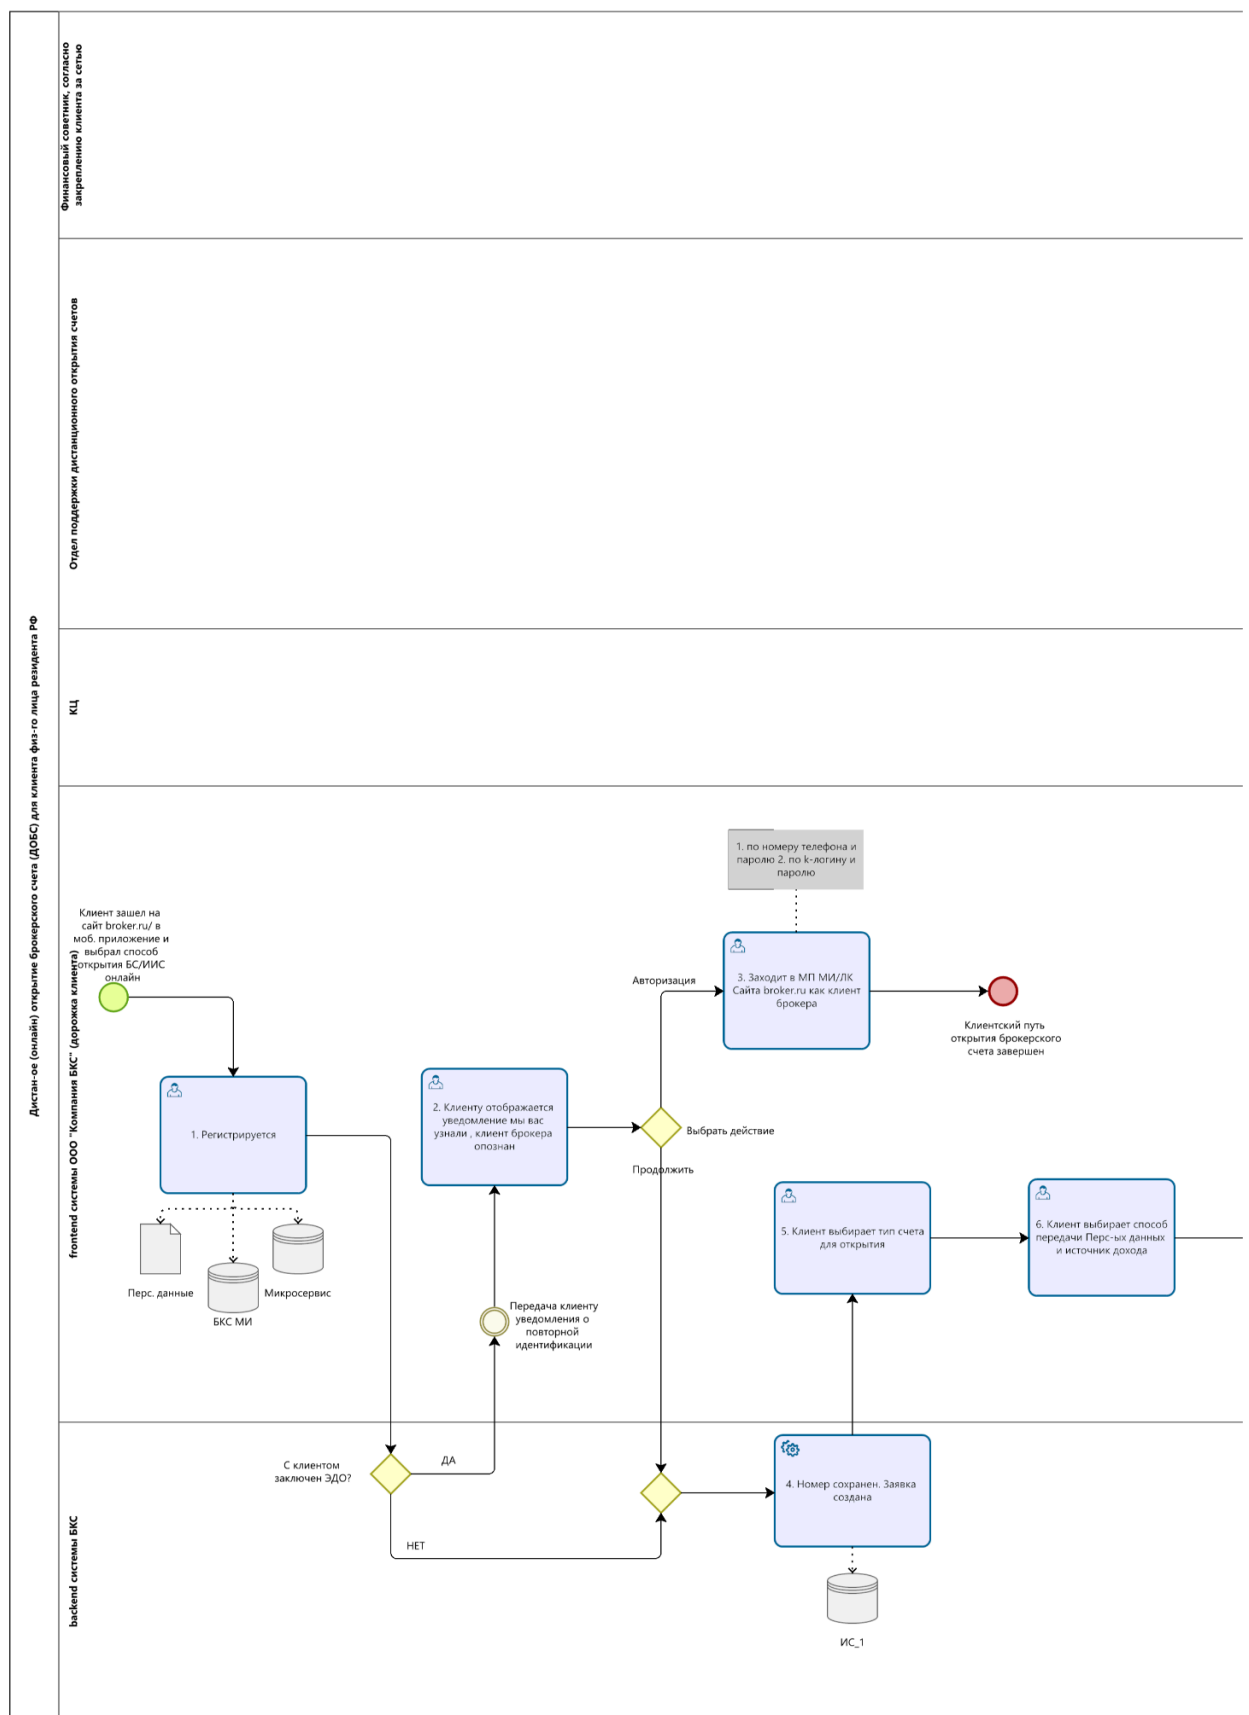 Дистан-ое (онлайн) открытие брокерского счета (ДОБС) для клиента физ-го лица резидента РФ
Финансовый советник, согласно
закреплению клиента за сетью
Отдел поддержки дистанционного открытия счетов
КЦ
frontend системы ООО "Компания БКС" (дорожка клиента)
backend системы БКС
1. по номеру телефона и
паролю 2. по k-логину и
паролю
Клиент зашел на
сайт broker.ru/ в
моб. приложение и
выбрал способ
открытия БС/ИИС
онлайн
Авторизация
3. Заходит в МП МИ/ЛК
Сайта broker.ru как клиент
брокера
Клиентский путь
открытия брокерского
счета завершен
1. Регистрируется
2. Клиенту отображается
уведомление мы вас
узнали , клиент брокера
опознан
Выбрать действие
Продолжить
5. Клиент выбирает тип счета
для открытия
6. Клиент выбирает способ
передачи Перс-ых данных
и источник дохода
Перс. данные
БКС МИ
Микросервис
Передача клиенту
уведомления о
повторной
идентификации
С клиентом
заключен ЭДО?
ДА
НЕТ
4. Номер сохранен. Заявка
создана
ИС_1